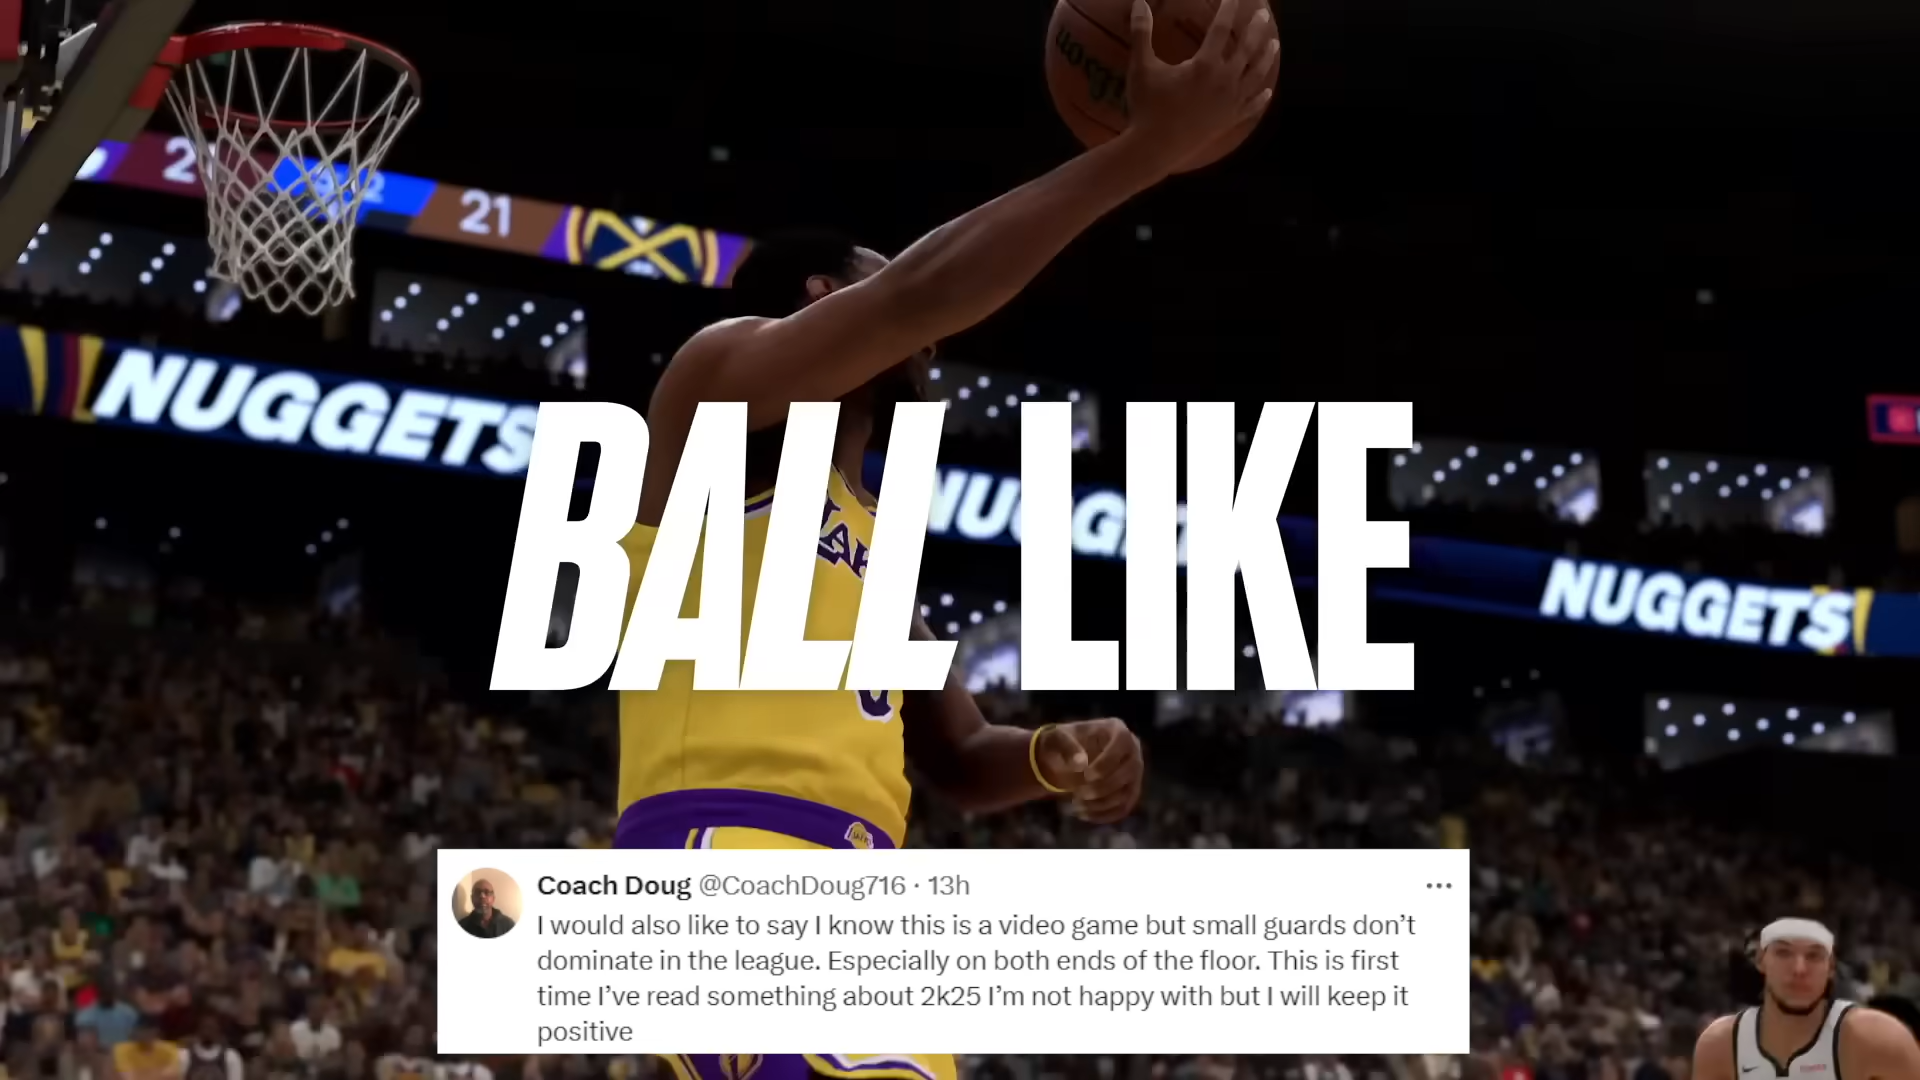 21
NUGGETS
BALL LIKE
NUGGETS
Coach Doug @CoachDoug716 · 13h
I would also like to say I know this is a video game but small guards don’t
dominate in the league. Especially on both ends of the floor. This is first
time I’ve read something about 2k25 I’m not happy with but I will keep it
positive